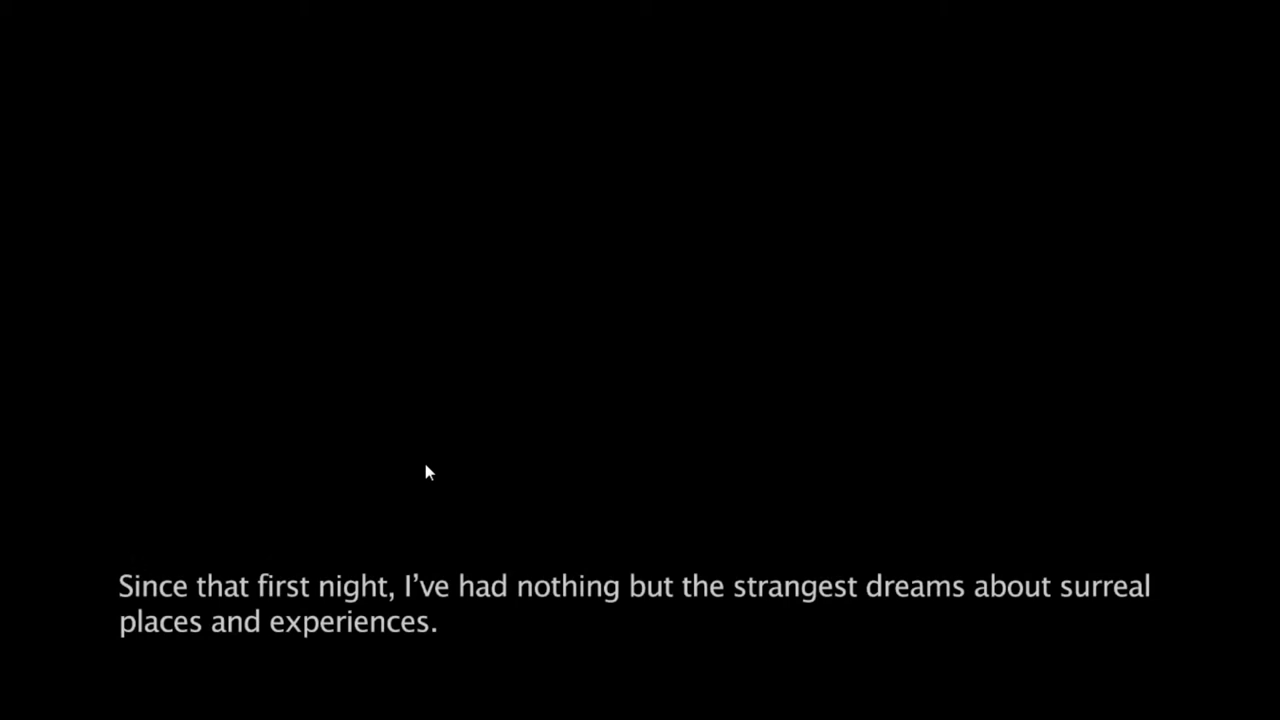 Since that first night, I’ve had nothing but the strangest dreams about surreal
places and experiences.